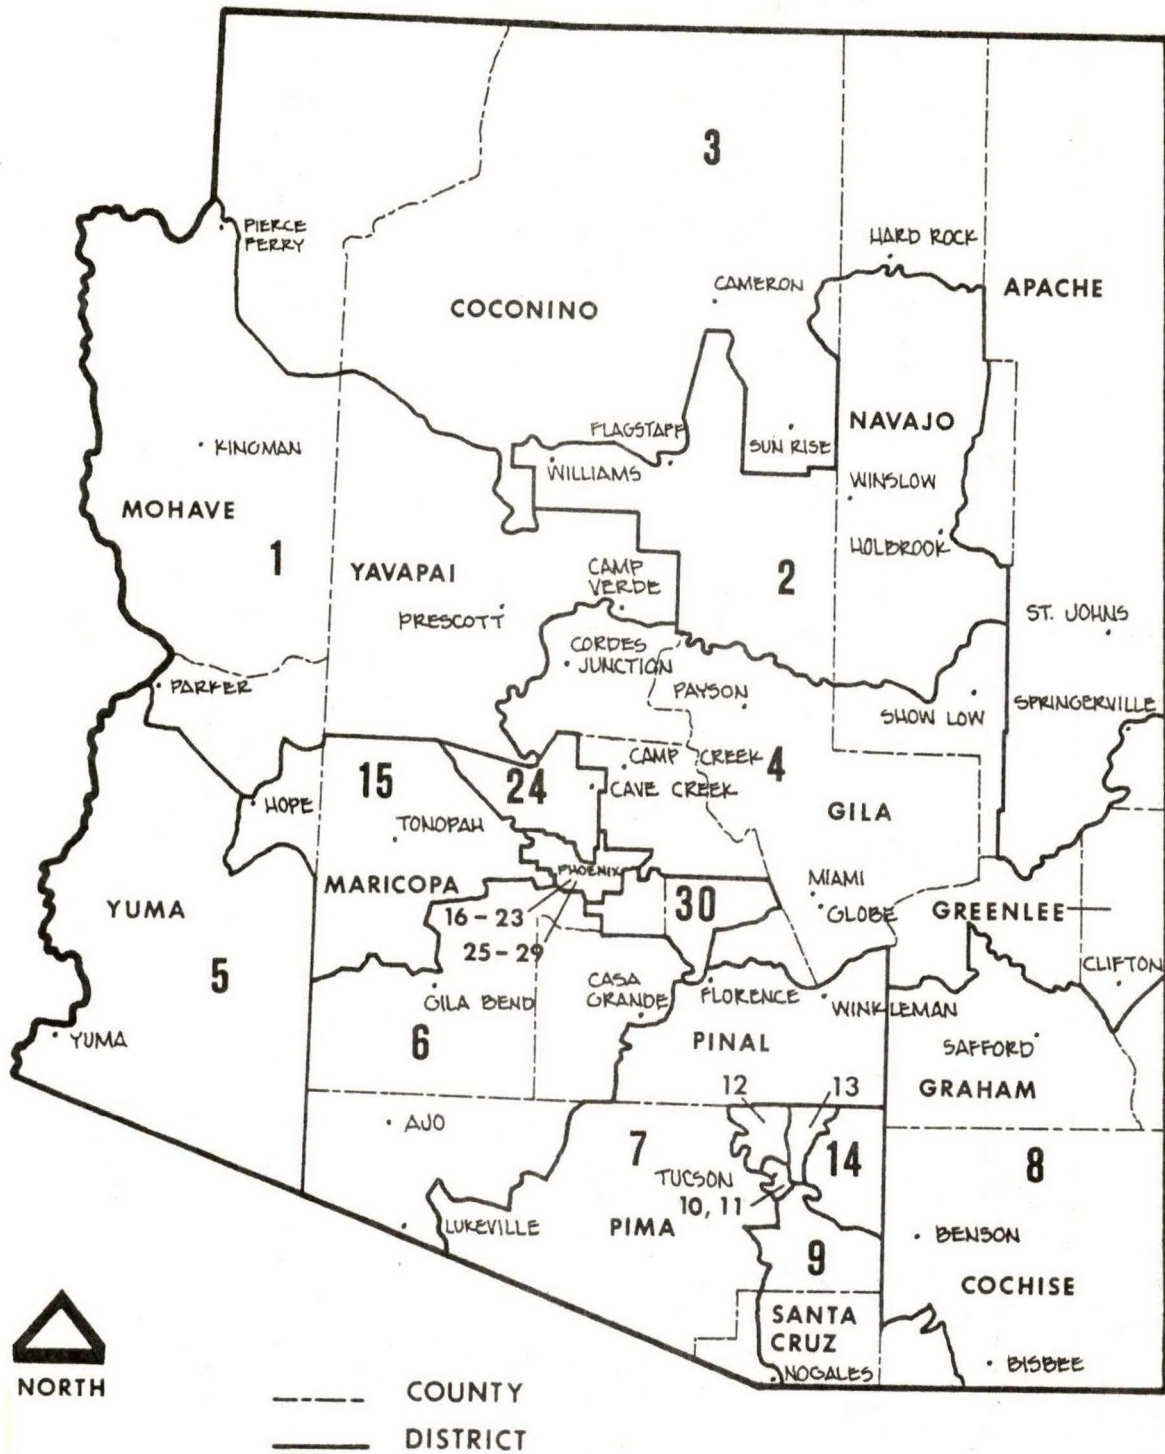 3
PIERCE
FERRY
HARD ROCK
CAMERON
APACHE
COCONINO
FLAGSTAFF
NAVAJO
KINGMAN
SUN RISE
WILLIAMS
WINSLOW
MOHAVE
HOLBROOK
1
YAVAPAI
CAMP
VERDE
2
PRESCOTT
ST. JOHNS
CORDES
JUNCTION
PARKER
PAYSON
SHOW LOW
SPRINGERVILLE
CAMP CREEK
4
15
24
CAVE CREEK
HOPE
GILA
TONOPAH
PHOENIX
MARICOPA
MIAMI
YUMA
16-23
30
GLOBE
GREENLEE
25-29
5
CASA
GRANDE
CLIFTON
GILA BEND
FLORENCE
WINKLEMAN
YUMA
6
PINAL
SAFFORD
12
13
GRAHAM
AJO
7
TUCSON
14
8
10, 11
LUKEVILLE
PIMA
BENSON
9
COCHISE
SANTA
CRUZ
NOGALES
BISBEE
NORTH
COUNTY
DISTRICT